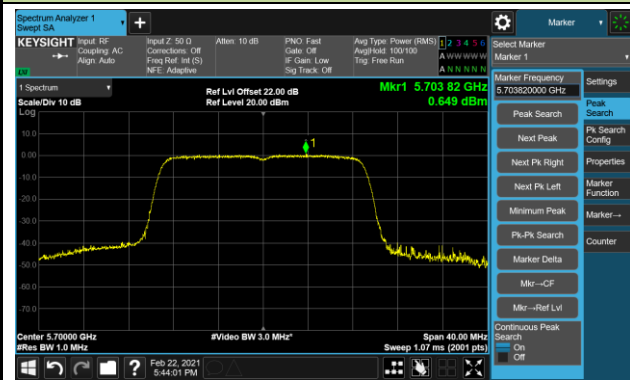 Spectrum Analyzer 1
Swept SA
+
Marker
KEYSIGHT
Input: RF
Coupling: AC
Align: Auto
Input Z: 50 Ω
Corrections: Off
Freq Ref: Int (S)
NFE: Adaptive
Atten: 10 dB
PNO: Fast
Gate: Off
IF Gain: Low
Sig Track: Off
Avg Type: Power (RMS)
Avg|Hold: 100/100
Trig: Free Run
1 2 3 4 5 6
A W W W W W
A N N N N N
Select Marker
Marker 1
1 Spectrum
Scale/Div 10 dB
Log
Ref Lvl Offset 22.00 dB
Ref Level 20.00 dBm
Mkr1 5.703 82 GHz
0.649 dBm
1
10.0
0.00
-10.0
-20.0
-30.0
-40.0
-50.0
-60.0
-70.0
Center 5.70000 GHz
#Res BW 1.0 MHz
#Video BW 3.0 MHz*
Span 40.00 MHz
Sweep 1.07 ms (2001 pts)
Marker Frequency
5.703820000 GHz
Peak Search
Next Peak
Next Pk Right
Next Pk Left
Minimum Peak
Pk-Pk Search
Marker Delta
Mkr→CF
Mkr→Ref Lvl
Continuous Peak
Search
On
Off
Settings
Peak
Search
Pk Search
Config
Properties
Marker
Function
Marker→
Counter
?
Feb 22, 2021
5:44:01 PM